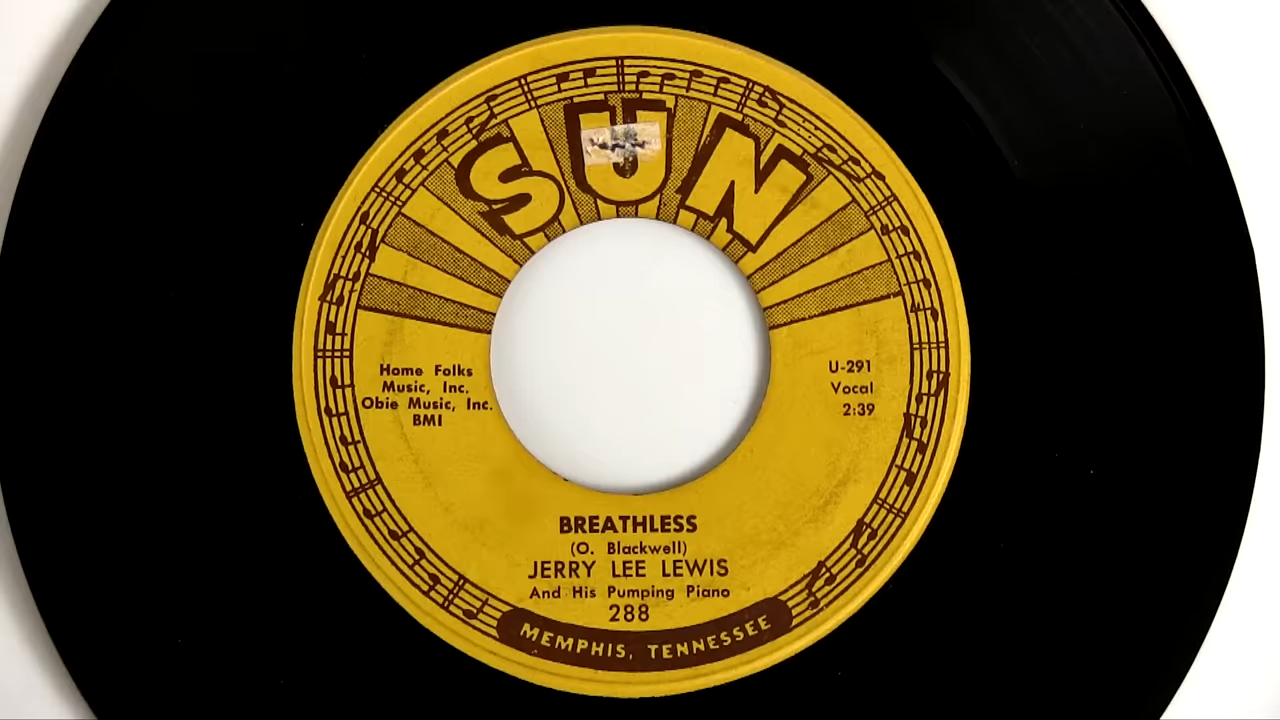 SUN
Home Folks
Music, Inc.
Obie Music, Inc.
BMI
U-291
Vocal
2:39
BREATHLESS
(O. Blackwell)
JERRY LEE LEWIS
And His Pumping Piano
288
MEMPHIS, TENNESSEE